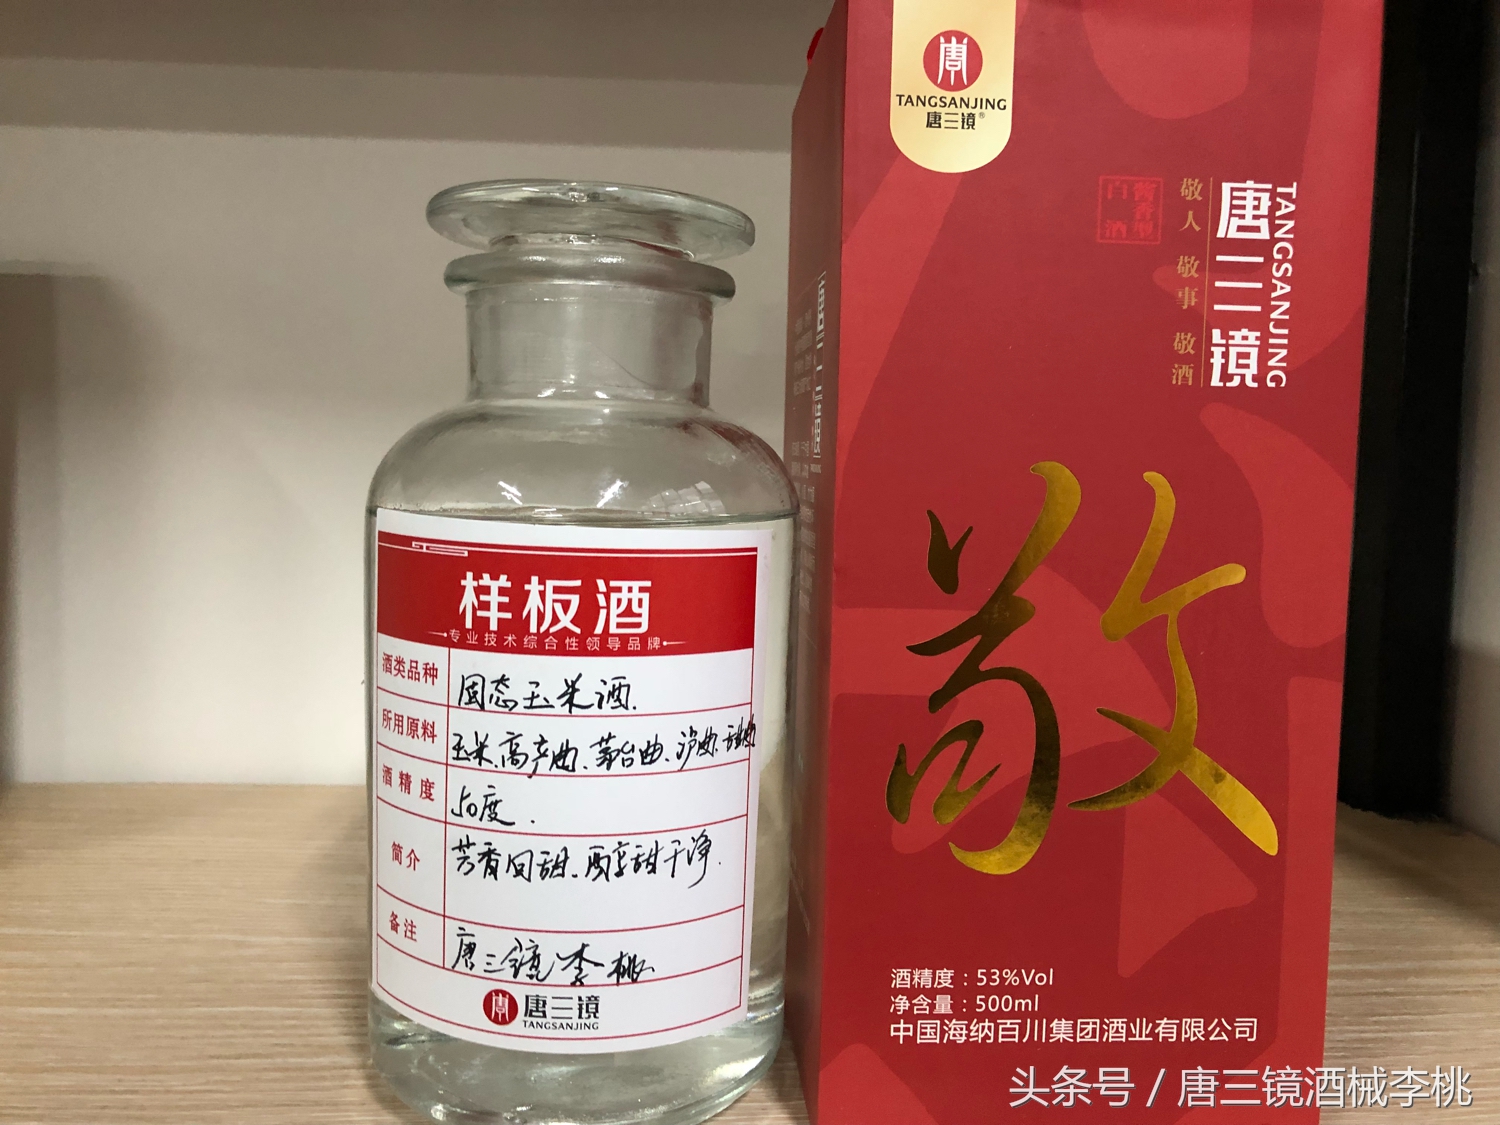 样板酒
专业技术综合性领导品牌
酒类品种
固态玉米酒.
所用原料
玉米、高产曲、茅台曲、泸曲、甜曲
酒精度
50度.
简介
芳香回甜、醇甜干净.
备注
唐三镜李桃
唐三镜
TANGSANJING
唐
TANGSANJING
唐三镜®
酱香型
白酒
敬人 敬事 敬酒
唐三镜
TANGSANJING
敬
酒精度：53%Vol
净含量：500ml
中国海纳百川集团酒业有限公司
头条号 / 唐三镜酒械李桃